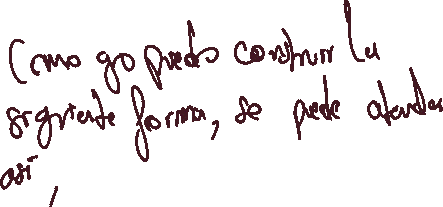 Como yo puedo construir la
siguiente forma, se puede atender
así,